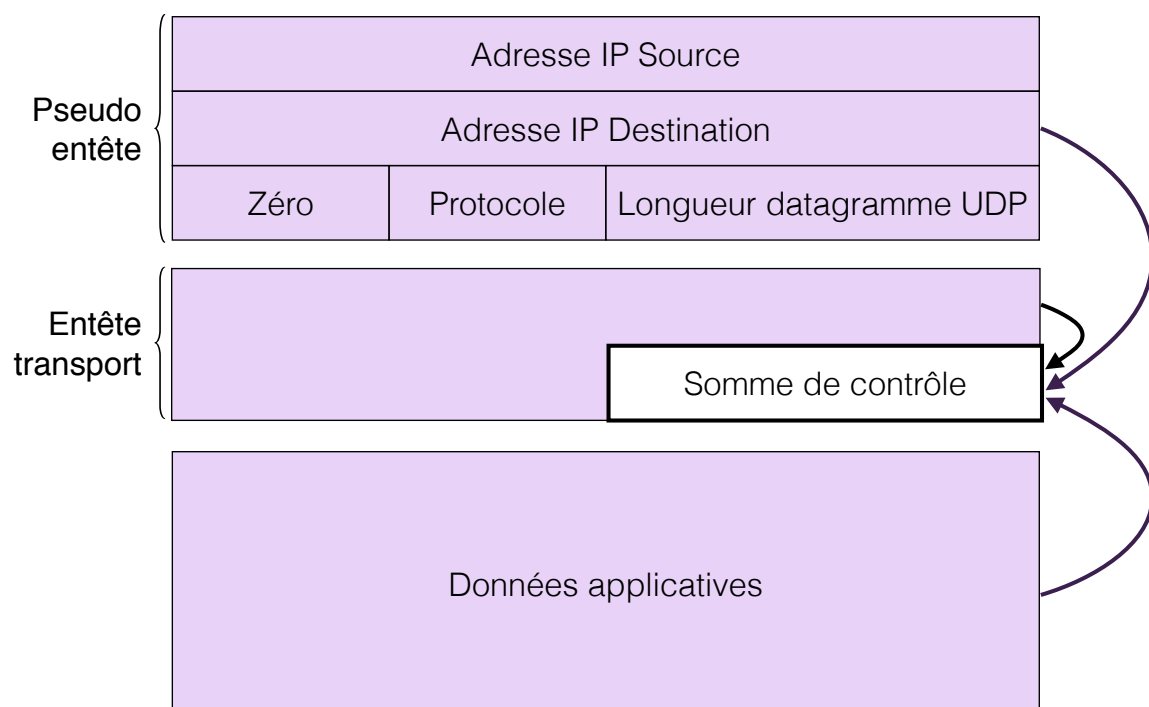 Pseudo
entête
Adresse IP Source
Adresse IP Destination
Zéro
Protocole
Longueur datagramme UDP
Entête
transport
Somme de contrôle
Données applicatives